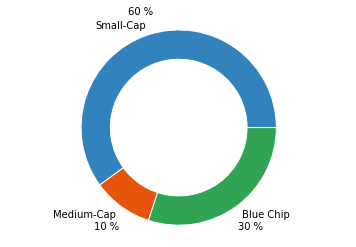 60 %
Small-Cap
Medium-Cap
10 %
Blue Chip
30 %